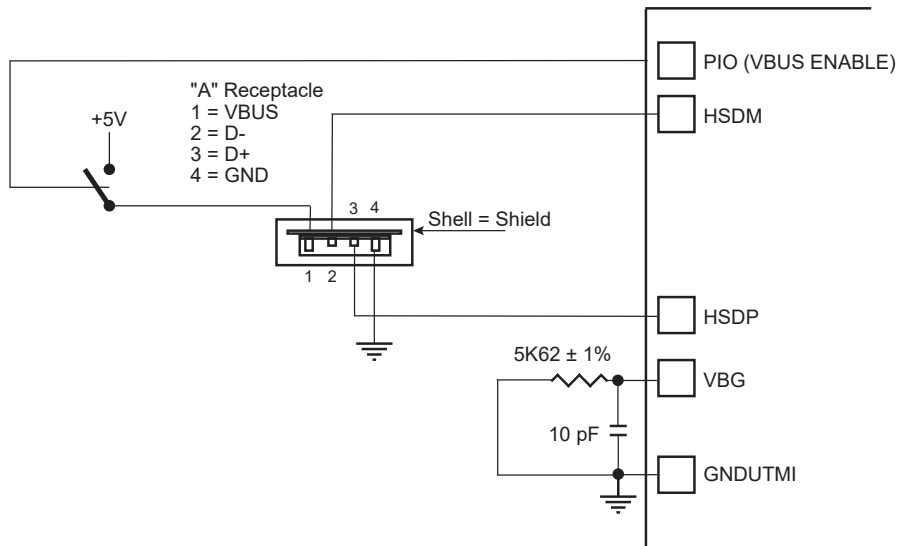 PIO (VBUS ENABLE)
"A" Receptacle
1 = VBUS
2 = D-
3 = D+
4 = GND
+5V
HSDM
3 4
Shell = Shield
1 2
HSDP
5K62 ± 1%
VBG
10 pF
GNDUTMI